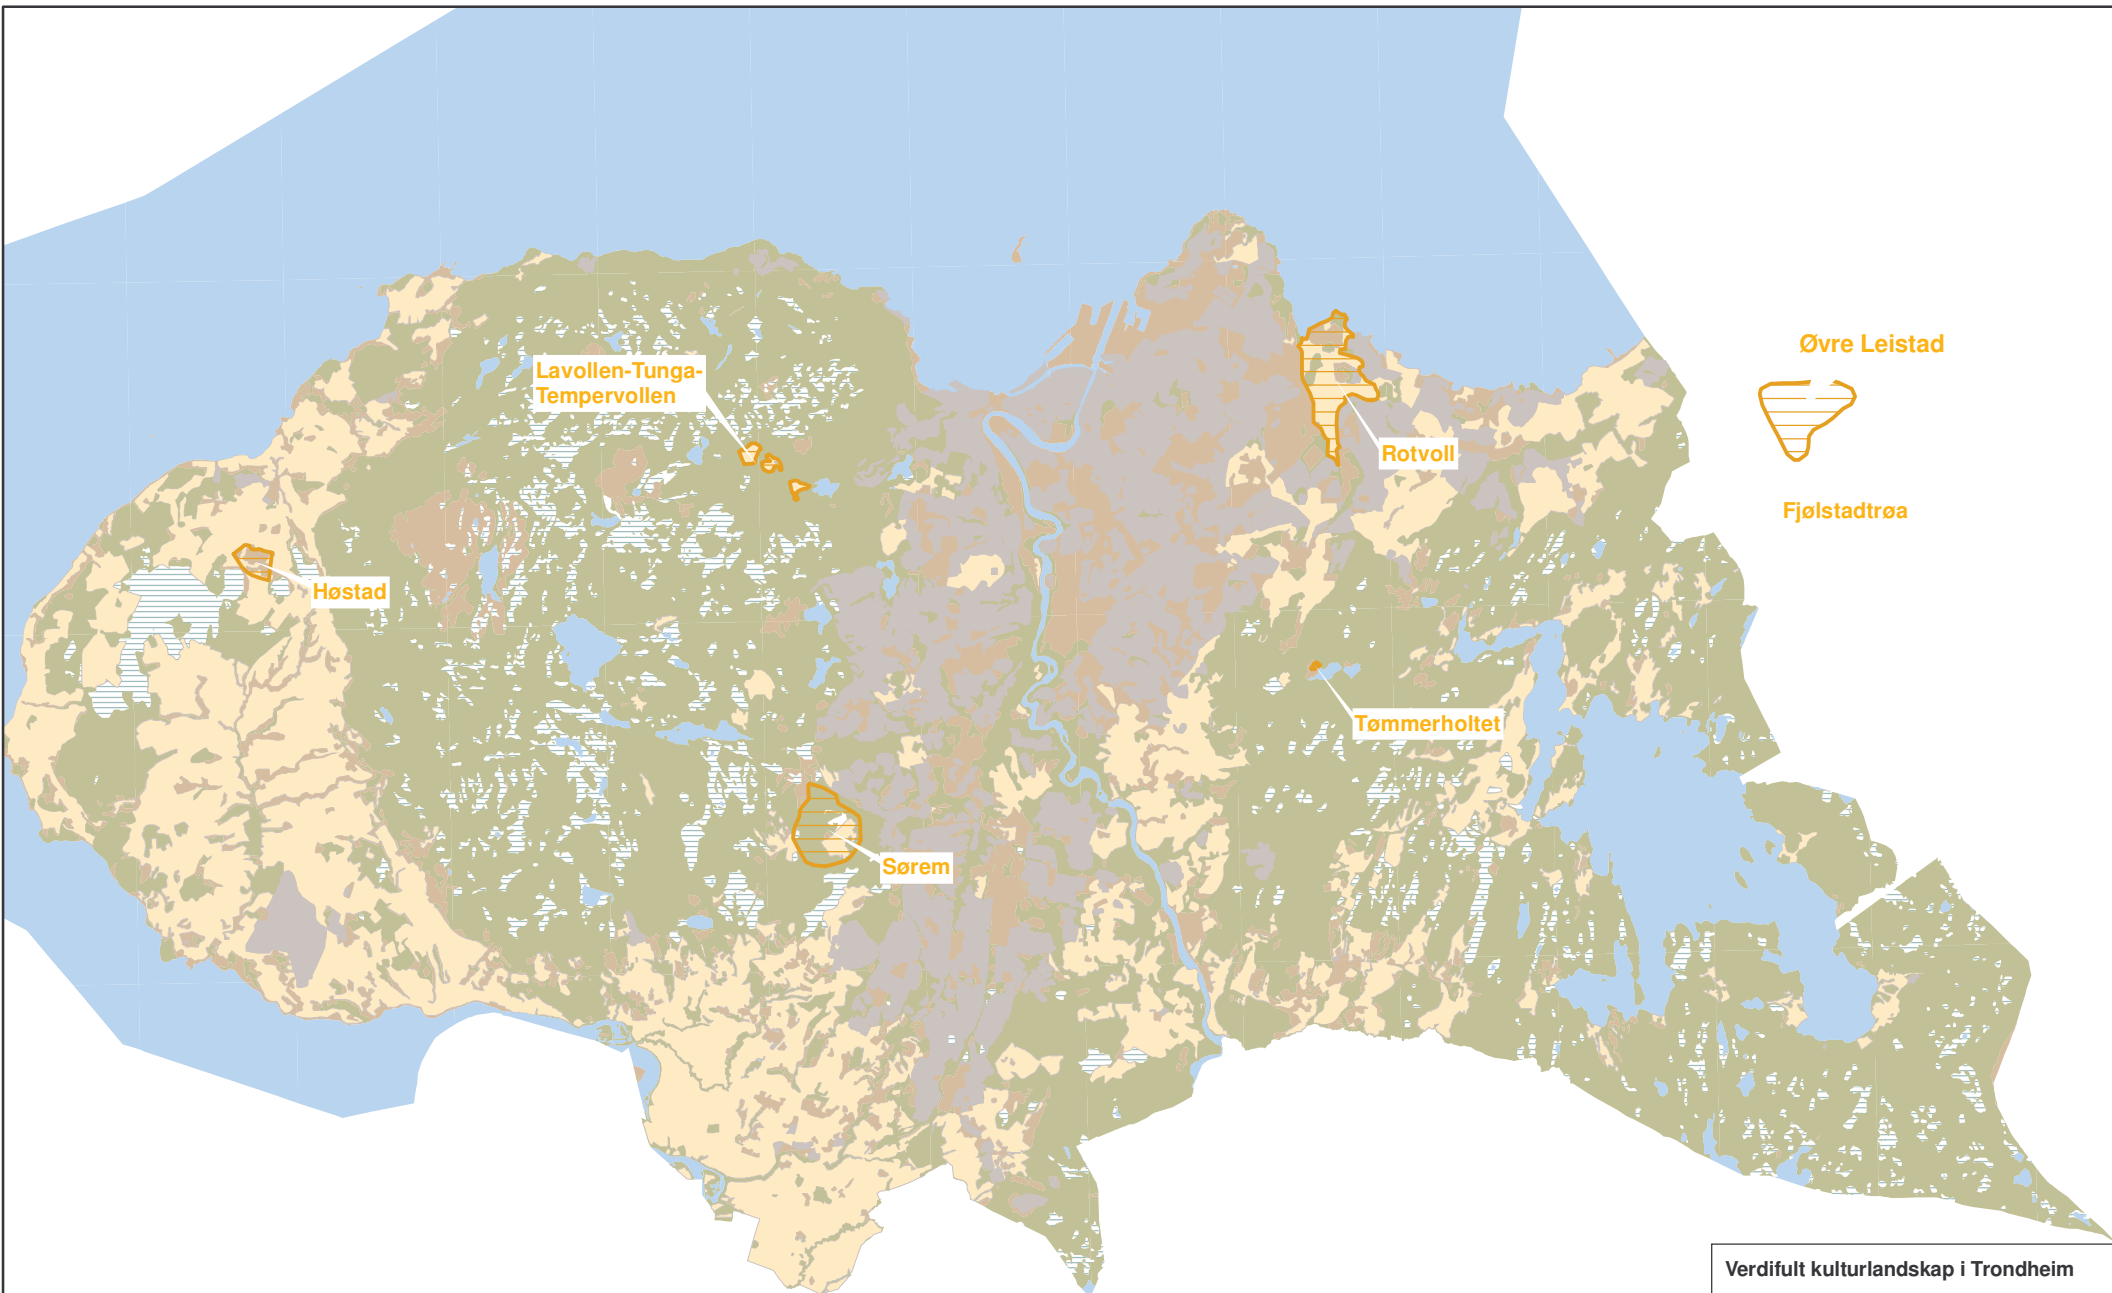 Øvre Leistad
Lavollen-Tunga-
Tempervollen
Rotvoll
Fjølstadtrøa
Høstad
Tømmerholtet
Sørem
Verdifult kulturlandskap i Trondheim